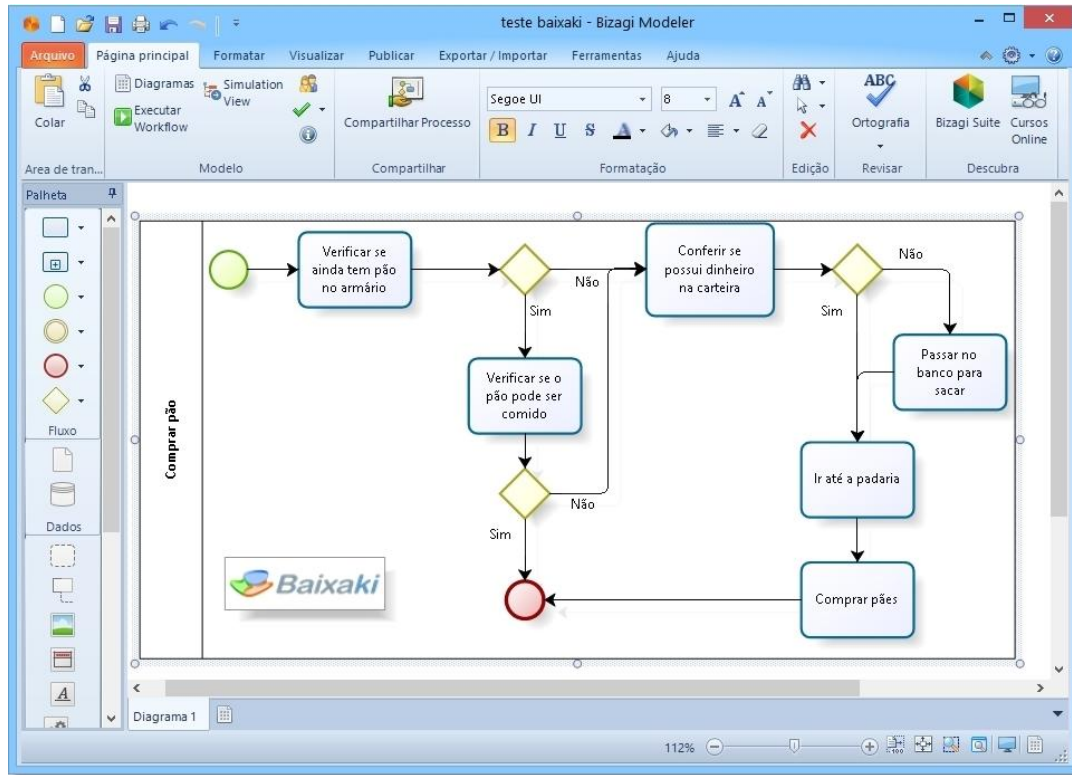 teste baixaki - Bizagi Modeler
Arquivo Página principal Formatar Visualizar Publicar Exportar / Importar Ferramentas Ajuda
Colar
Diagramas
Executar
Workflow
Simulation
View
Compartilhar Processo
Segoe UI
8
A A
B I U S A
ABC
Ortografia
Bizagi Suite
Cursos
Online
Area de tran...
Modelo
Compartilhar
Formatação
Edição
Revisar
Descubra
Palheta
Fluxo
Dados
A
Comprar pão
Verificar se
ainda tem pão
no armário
Não
Sim
Conferir se
possui dinheiro
na carteira
Não
Sim
Passar no
banco para
sacar
Verificar se o
pão pode ser
comido
Não
Sim
Ir até a padaria
Comprar pães
Baixaki
Diagrama 1
112%
100